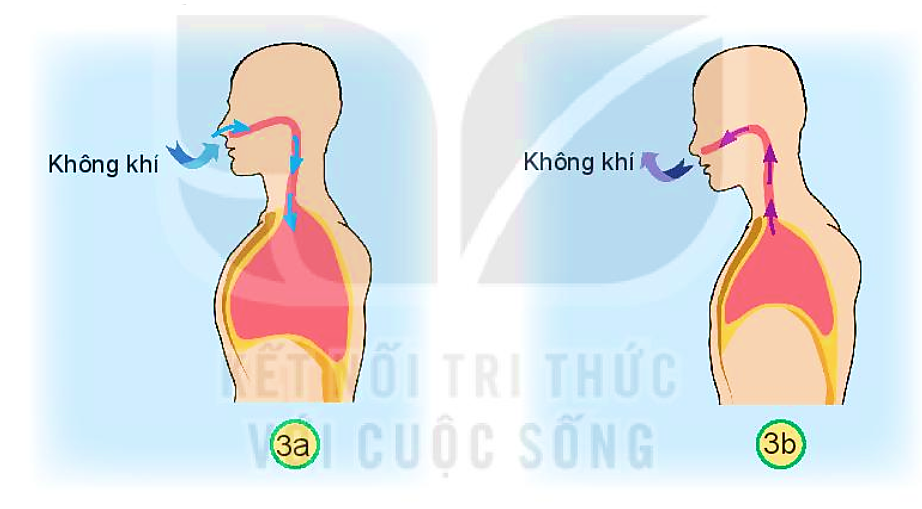 Không khí
Không khí
KẾT NỐI TRI THỨC
VỚI CUỘC SỐNG
3a
3b